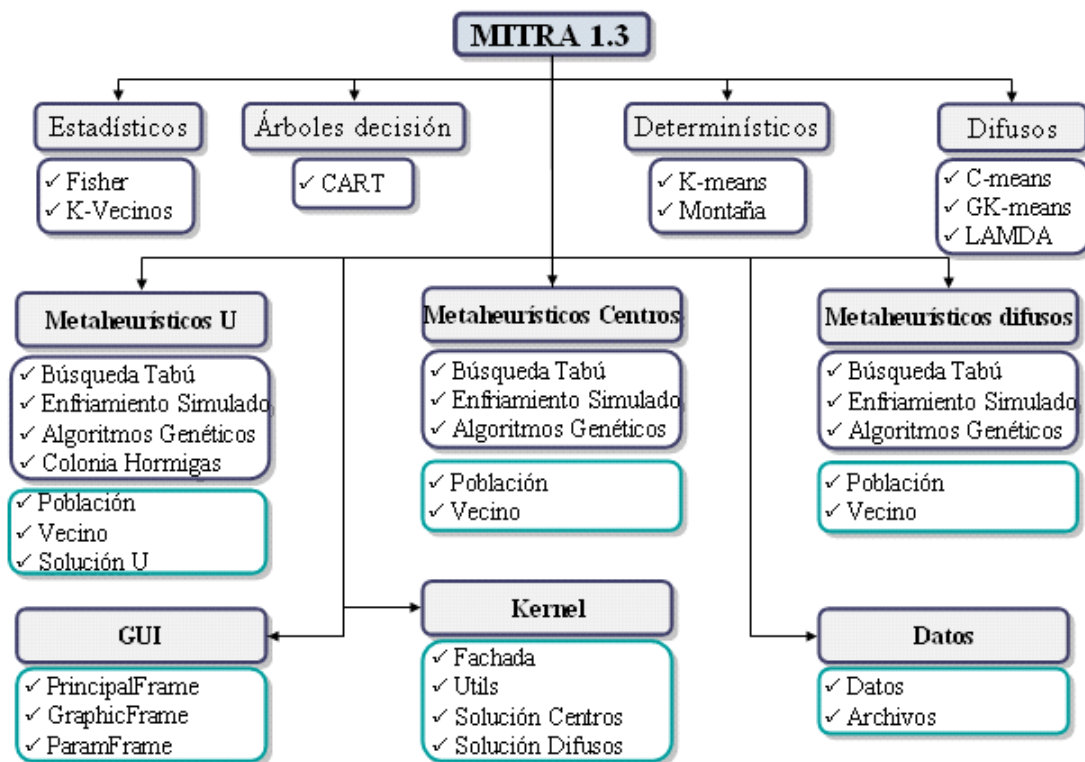 MITRA 1.3
Estadísticos
✓ Fisher
✓ K-Vecinos
Árboles decisión
✓ CART
Determinísticos
✓ K-means
✓ Montaña
Difusos
✓ C-means
✓ GK-means
✓ LAMDA
Metaheurísticos U
✓ Búsqueda Tabú
✓ Enfriamiento Simulado
✓ Algoritmos Genéticos
✓ Colonia Hormigas
✓ Población
✓ Vecino
✓ Solución U
Metaheurísticos Centros
✓ Búsqueda Tabú
✓ Enfriamiento Simulado
✓ Algoritmos Genéticos
✓ Población
✓ Vecino
Metaheurísticos difusos
✓ Búsqueda Tabú
✓ Enfriamiento Simulado
✓ Algoritmos Genéticos
✓ Población
✓ Vecino
GUI
✓ PrincipalFrame
✓ GraphicFrame
✓ ParamFrame
Kernel
✓ Fachada
✓ Utils
✓ Solución Centros
✓ Solución Difusos
Datos
✓ Datos
✓ Archivos